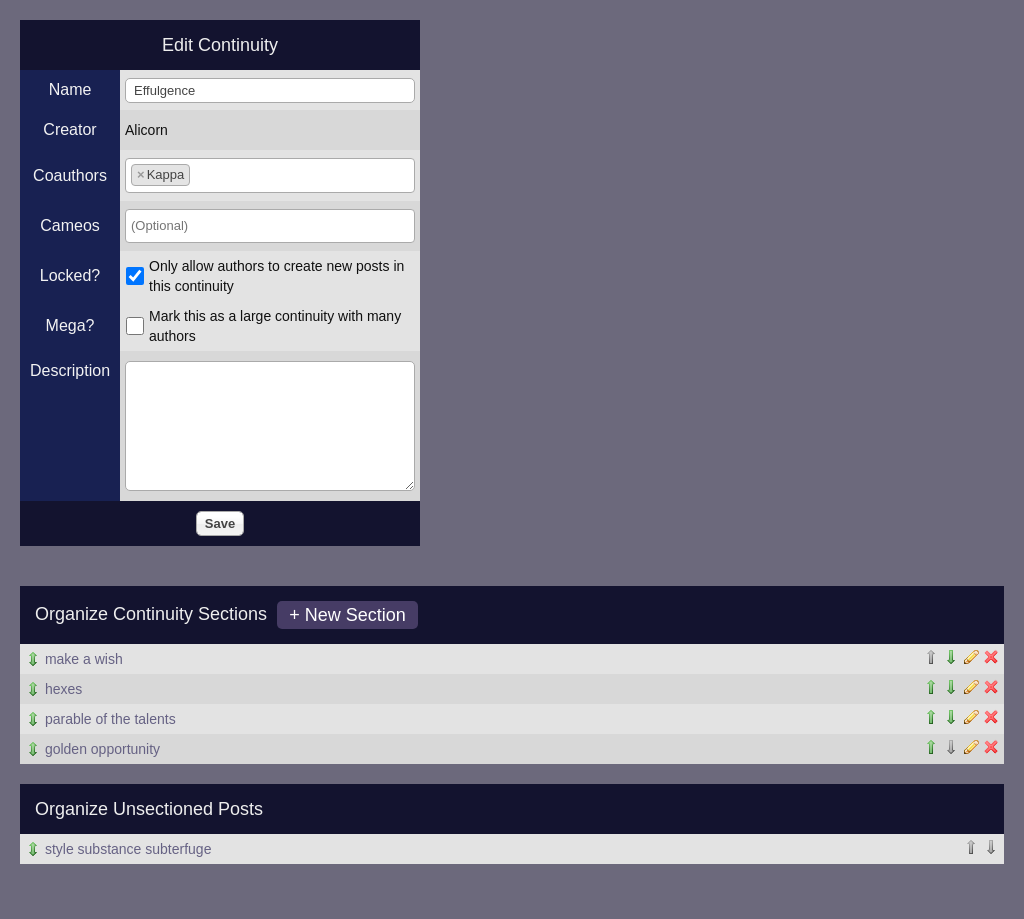 Edit Continuity
Name
Effulgence
Creator
Alicorn
Coauthors
×Kappa
Cameos
(Optional)
Locked?
Only allow authors to create new posts in
this continuity
Mega?
Mark this as a large continuity with many
authors
Description
Save
Organize Continuity Sections
+ New Section
make a wish
hexes
parable of the talents
golden opportunity
Organize Unsectioned Posts
style substance subterfuge